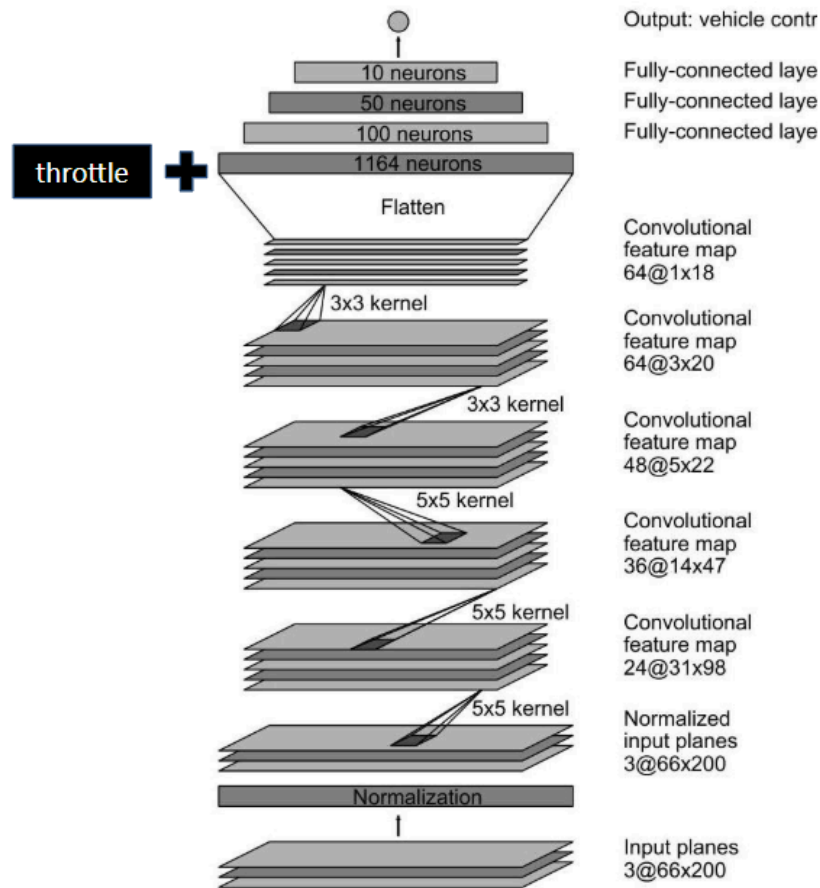 Output: vehicle contr
10 neurons
Fully-connected laye
50 neurons
Fully-connected laye
100 neurons
Fully-connected laye
throttle
1164 neurons
Flatten
Convolutional
feature map
64@1x18
3x3 kernel
Convolutional
feature map
64@3x20
3x3 kernel
Convolutional
feature map
48@5x22
5x5 kernel
Convolutional
feature map
36@14x47
5x5 kernel
Convolutional
feature map
24@31x98
5x5 kernel
Normalized
input planes
3@66x200
Normalization
Input planes
3@66x200